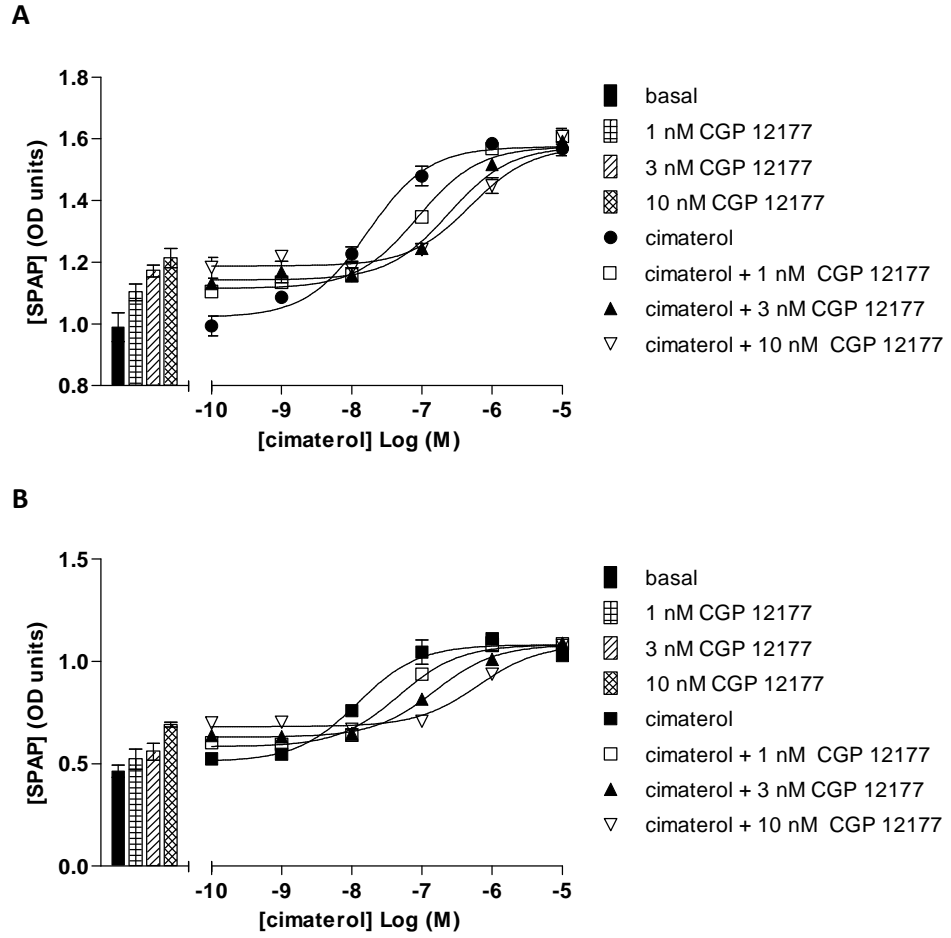 A
[SPAP] (OD units)
1.8
1.6
1.4
1.2
1.0
0.8
-10 -9 -8 -7 -6 -5
[cimaterol] Log (M)
basal
1 nM CGP 12177
3 nM CGP 12177
10 nM CGP 12177
cimaterol
cimaterol + 1 nM CGP 12177
cimaterol + 3 nM CGP 12177
cimaterol + 10 nM CGP 12177
B
[SPAP] (OD units)
1.5
1.0
0.5
0.0
-10 -9 -8 -7 -6 -5
[cimaterol] Log (M)
basal
1 nM CGP 12177
3 nM CGP 12177
10 nM CGP 12177
cimaterol
cimaterol + 1 nM CGP 12177
cimaterol + 3 nM CGP 12177
cimaterol + 10 nM CGP 12177